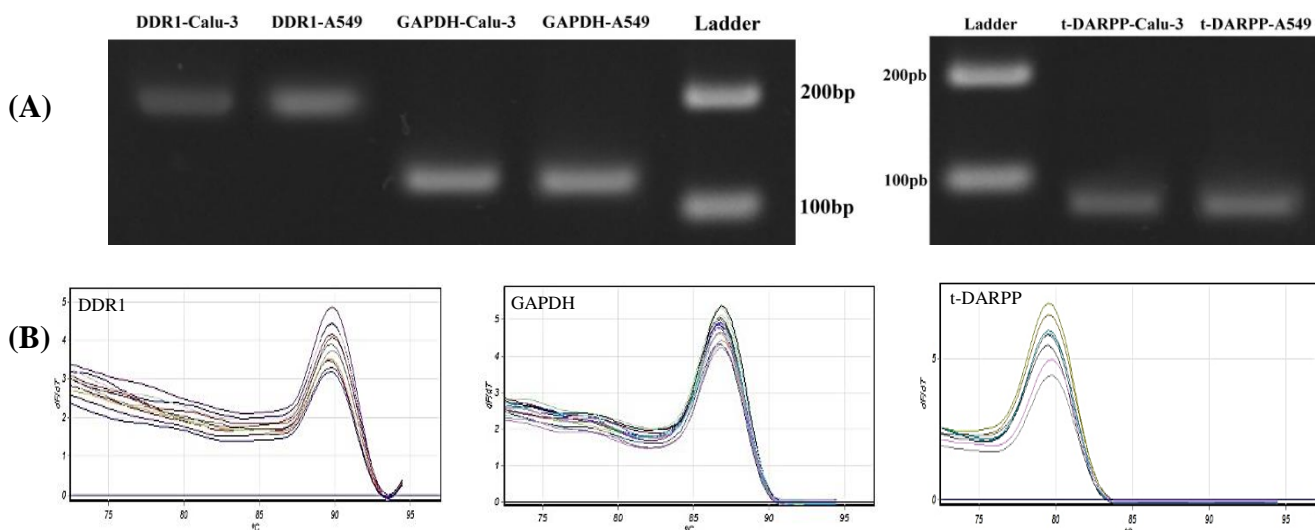 DDR1-Calu-3 DDR1-A549 GAPDH-Calu-3 GAPDH-A549 Ladder
Ladder t-DARPP-Calu-3 t-DARPP-A549
(A)
200bp
100bp
200pb
100pb
(B)
DDR1
5
4
3
2
1
0
dF/dT
75 80 85 90 95
ºC
GAPDH
5
4
3
2
1
0
dF/dT
75 80 85 90 95
ºC
t-DARPP
5
0
dF/dT
75 80 85 90 95
ºC